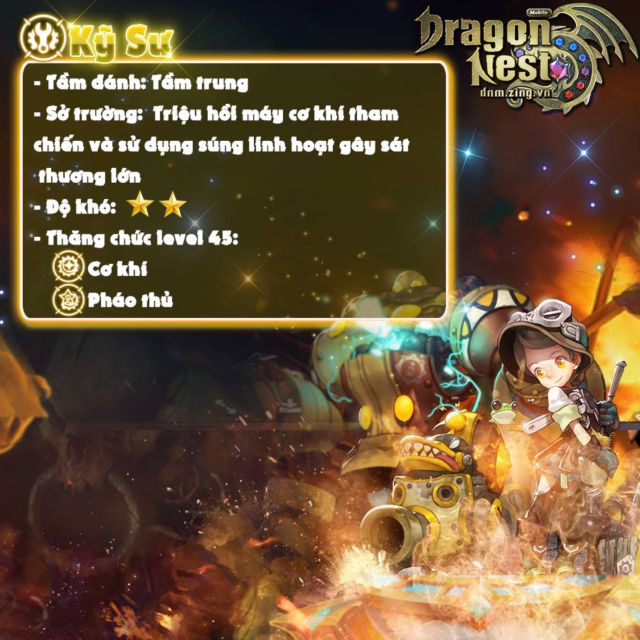 Kỹ Sư
Mobile
Dragon
Nest
dnm.zing.vn
- Tầm đánh: Tầm trung
- Sở trường: Triệu hồi máy cơ khí tham
chiến và sử dụng súng linh hoạt gây sát
thương lớn
- Độ khó:
- Thăng chức level 45:
Cơ khí
Pháo thủ